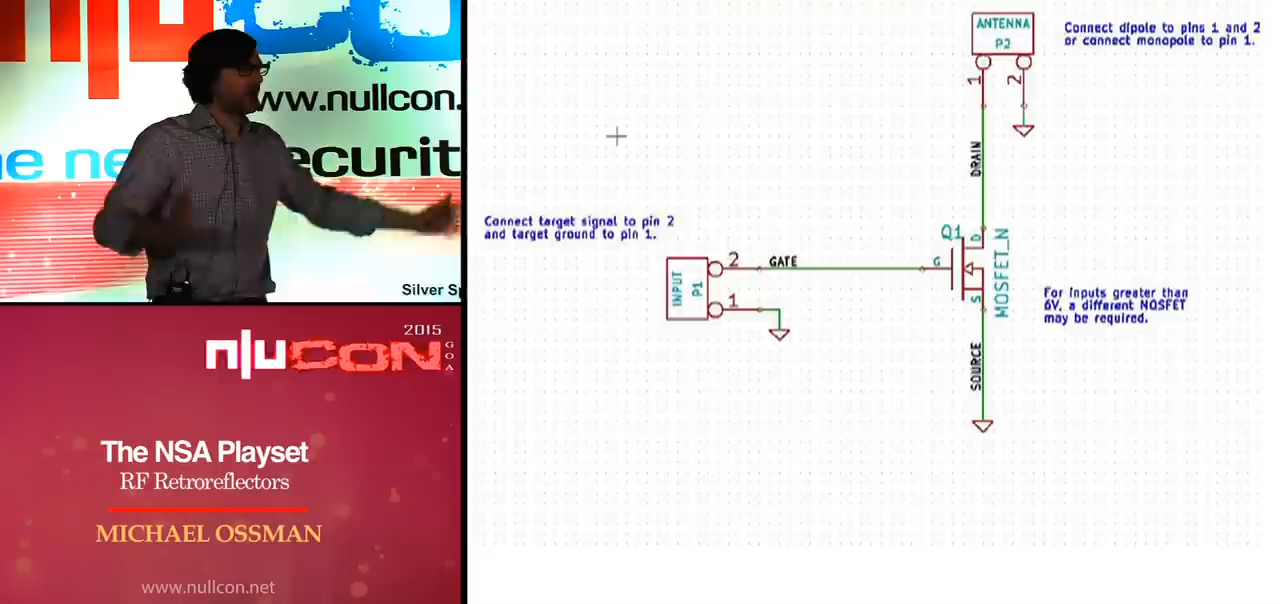 www.nullcon.
e ne
ecurit
Silver Sp
nullcon
2015
GOA
The NSA Playset
RF Retroreflectors
MICHAEL OSSMAN
www.nullcon.net
ANTENNA
P2
Connect dipole to pins 1 and 2
or connect monopole to pin 1.
1
2
DRAIN
Connect target signal to pin 2
and target ground to pin 1.
Q1
D
MOSFET_N
INPUT
P1
2
GATE
G
1
S
For inputs greater than
6V, a different MOSFET
may be required.
SOURCE